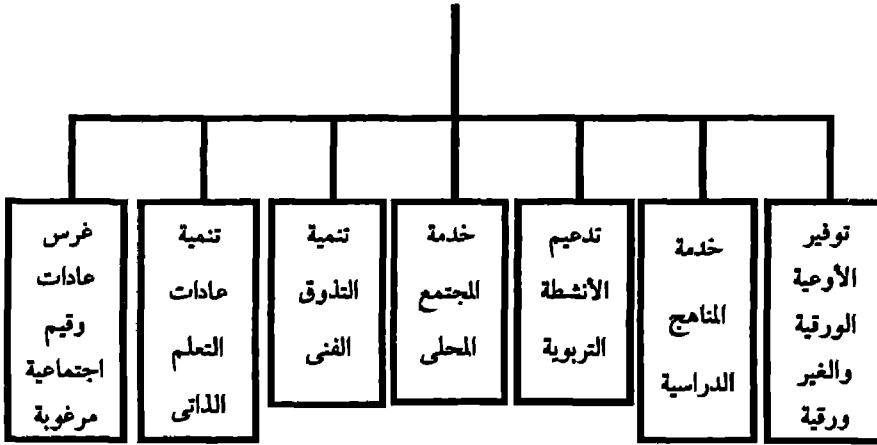 توفير
الأوعية
الورقية
والغير
ورقية
خدمة
المناهج
الدراسية
تدعيم
الأنشطة
التربوية
خدمة
المجتمع
المحلى
تنمية
التذوق
الفنى
تنمية
عادات
التعلم
الذاتى
غرس
عادات
وقيم
اجتماعية
مرغوبة